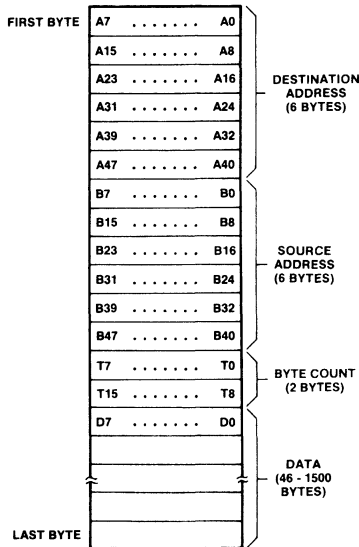 FIRST BYTE A7 . . . . . . . A0
A15 . . . . . . . A8
A23 . . . . . . . A16
A31 . . . . . . . A24
A39 . . . . . . . A32
A47 . . . . . . . A40
DESTINATION
ADDRESS
(6 BYTES)
B7 . . . . . . . B0
B15 . . . . . . . B8
B23 . . . . . . . B16
B31 . . . . . . . B24
B39 . . . . . . . B32
B47 . . . . . . . B40
SOURCE
ADDRESS
(6 BYTES)
T7 . . . . . . . T0
T15 . . . . . . . T8
BYTE COUNT
(2 BYTES)
D7 . . . . . . . D0
DATA
(46 - 1500
BYTES)
LAST BYTE